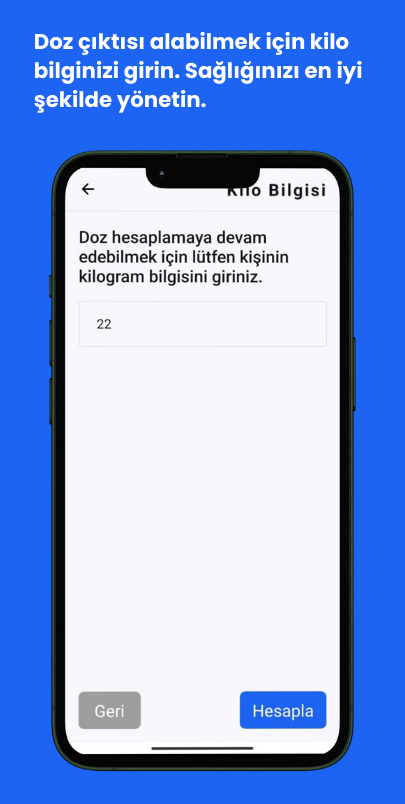 Doz çıktısı alabilmek için kilo
bilginizi girin. Sağlığınızı en iyi
şekilde yönetin.
Kilo Bilgisi
Doz hesaplamaya devam
edebilmek için lütfen kişinin
kilogram bilgisini giriniz.
22
Geri
Hesapla